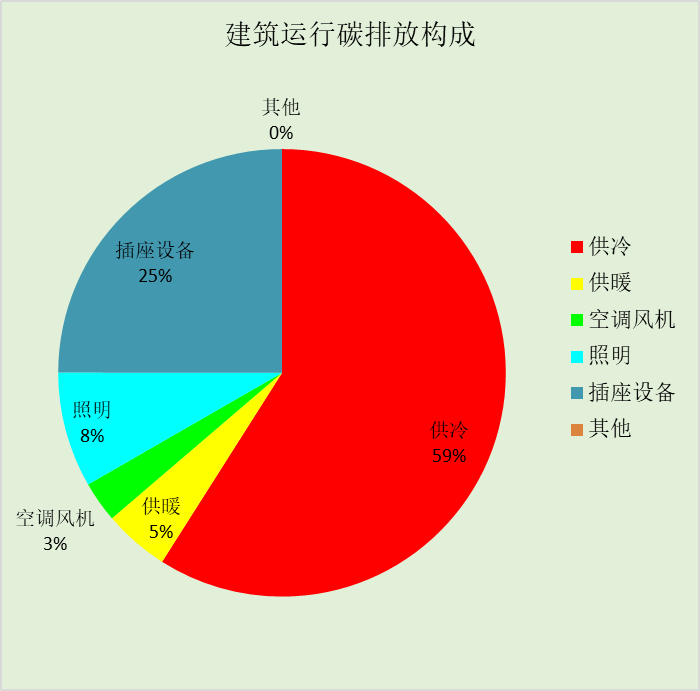 建筑运行碳排放构成
其他
0%
插座设备
25%
照明
8%
供暖
5%
空调风机
3%
供冷
59%
供冷
供暖
空调风机
照明
插座设备
其他